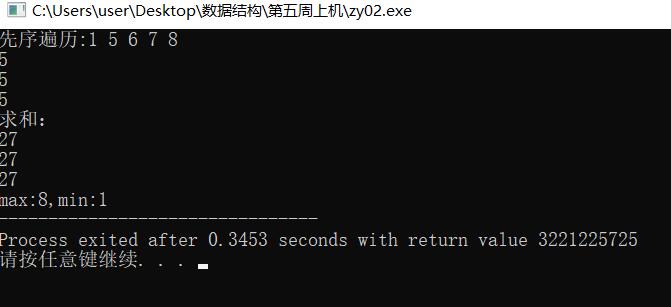 C:\Users\user\Desktop\数据结构\第五周上机\zy02.exe
先序遍历:1 5 6 7 8
5
5
5
求和：
27
27
27
max:8,min:1
--------------------------------
Process exited after 0.3453 seconds with return value 3221225725
请按任意键继续. . .